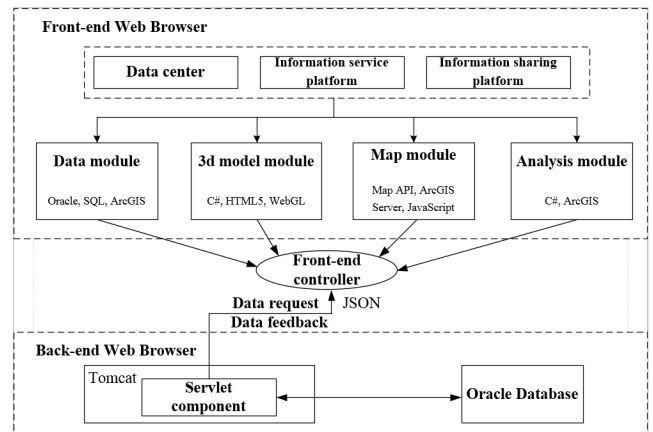 Front-end Web Browser
Data center
Information service
platform
Information sharing
platform
Data module
Oracle, SQL, ArcGIS
3d model module
C#, HTML5, WebGL
Map module
Map API, ArcGIS
Server, JavaScript
Analysis module
C#, ArcGIS
Front-end
controller
Data request
JSON
Data feedback
Back-end Web Browser
Tomcat
Servlet
component
Oracle Database